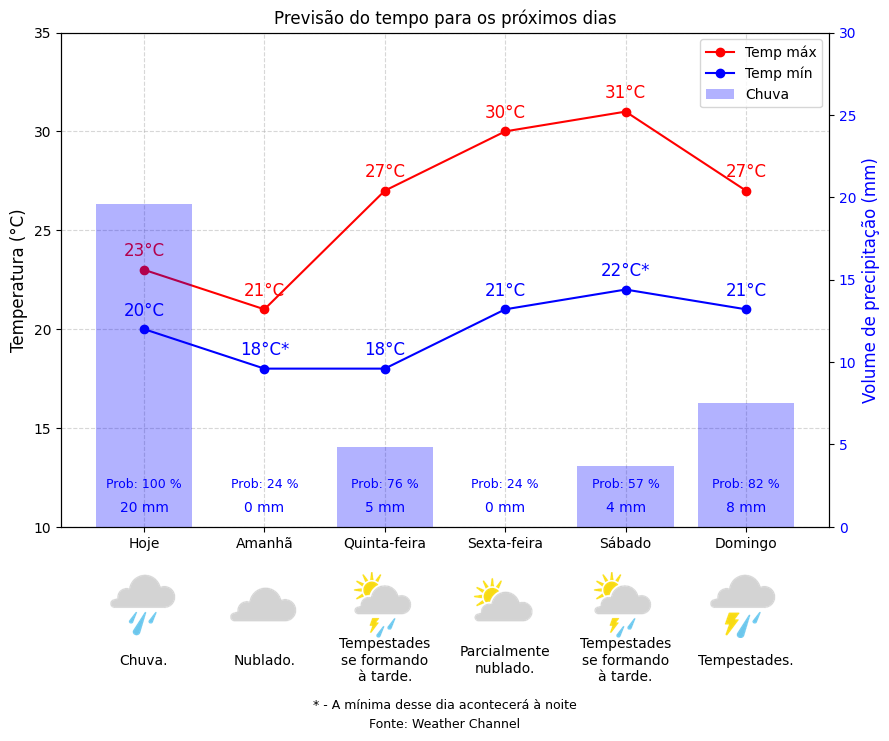 Previsão do tempo para os próximos dias
Temperatura (°C)
35
30
25
20
15
10
Volume de precipitação (mm)
30
25
20
15
10
5
0
Temp máx
Temp mín
Chuva
23°C
21°C
27°C
30°C
31°C
27°C
20°C
18°C*
18°C
21°C
22°C*
21°C
Prob: 100 %
Prob: 24 %
Prob: 76 %
Prob: 24 %
Prob: 57 %
Prob: 82 %
20 mm
0 mm
5 mm
0 mm
4 mm
8 mm
Hoje
Amanhã
Quinta-feira
Sexta-feira
Sábado
Domingo
Chuva.
Nublado.
Tempestades
se formando
à tarde.
Parcialmente
nublado.
Tempestades
se formando
à tarde.
Tempestades.
* - A mínima desse dia acontecerá à noite
Fonte: Weather Channel